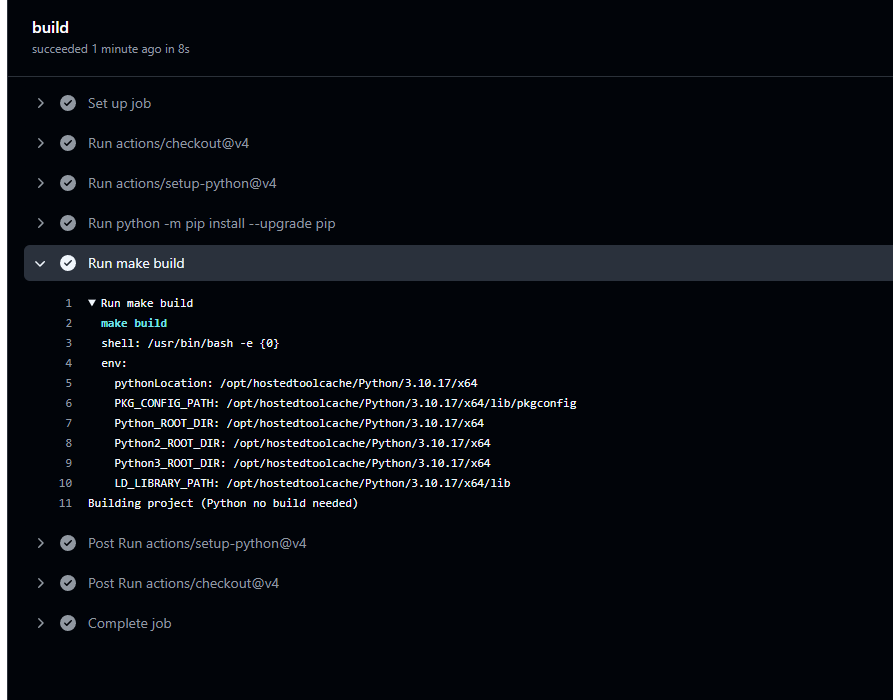 build
succeeded 1 minute ago in 8s
Set up job
Run actions/checkout@v4
Run actions/setup-python@v4
Run python -m pip install --upgrade pip
Run make build
1 ▼ Run make build
2 make build
3 shell: /usr/bin/bash -e {0}
4 env:
5 pythonLocation: /opt/hostedtoolcache/Python/3.10.17/x64
6 PKG_CONFIG_PATH: /opt/hostedtoolcache/Python/3.10.17/x64/lib/pkgconfig
7 Python_ROOT_DIR: /opt/hostedtoolcache/Python/3.10.17/x64
8 Python2_ROOT_DIR: /opt/hostedtoolcache/Python/3.10.17/x64
9 Python3_ROOT_DIR: /opt/hostedtoolcache/Python/3.10.17/x64
10 LD_LIBRARY_PATH: /opt/hostedtoolcache/Python/3.10.17/x64/lib
11 Building project (Python no build needed)
Post Run actions/setup-python@v4
Post Run actions/checkout@v4
Complete job